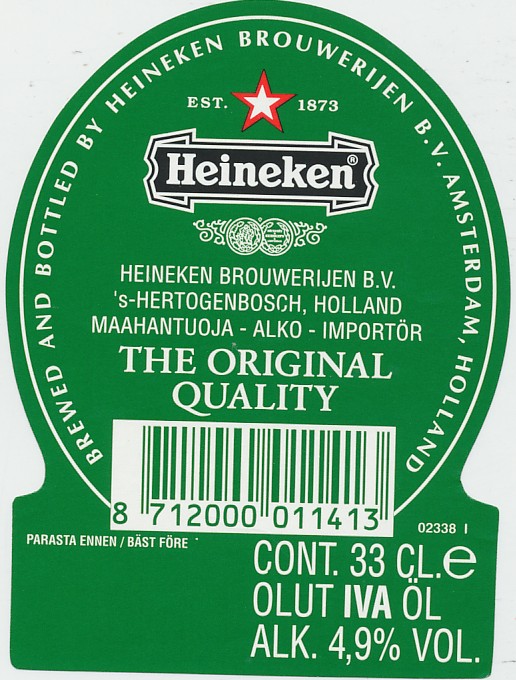 BREWED AND BOTTLED BY HEINEKEN BROUWERIJEN B.V. AMSTERDAM, HOLLAND
EST. 1873
Heineken®
HEINEKEN BROUWERIJEN B.V.
's-HERTOGENBOSCH, HOLLAND
MAAHANTUOJA - ALKO - IMPORTÖR
THE ORIGINAL
QUALITY
8 712000 011413
02338 I
PARASTA ENNEN / BÄST FÖRE
CONT. 33 CL. e
OLUT IVA ÖL
ALK. 4,9% VOL.